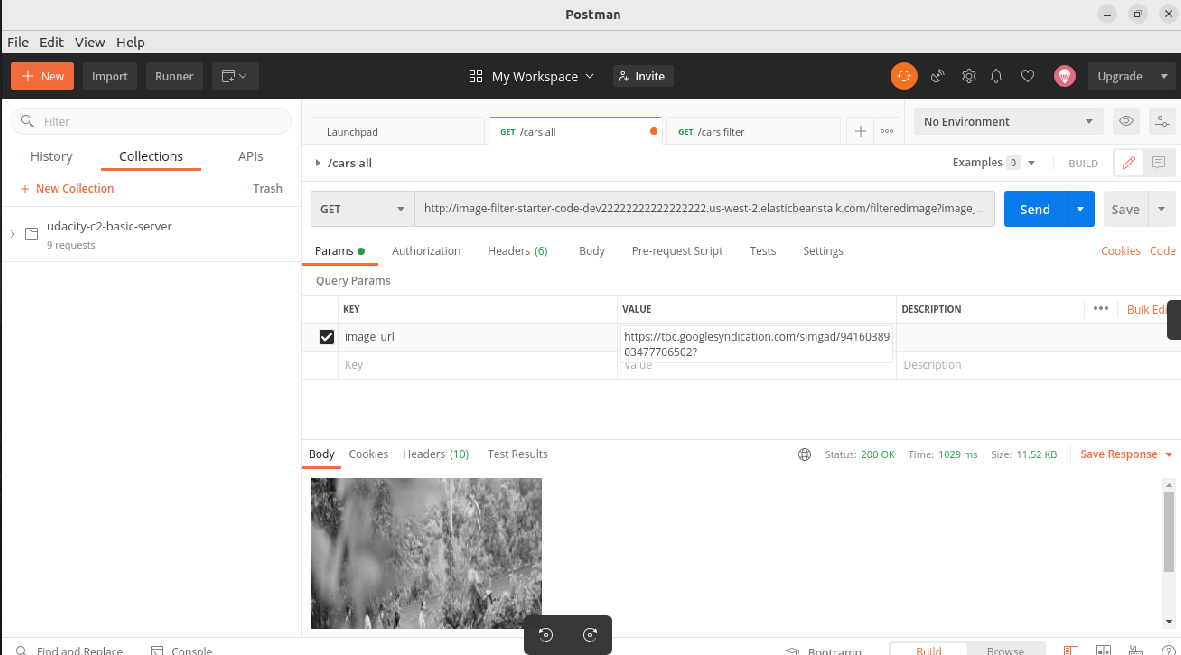 Postman
File Edit View Help
New Import Runner My Workspace Invite Upgrade
Filter
History Collections APIs
New Collection Trash
udacity-c2-basic-server
9 requests
Launchpad GET /cars all GET /cars filter No Environment
/cars all Examples 0 BUILD
GET http://image-filter-starter-code-dev22222222222222222.us-west-2.elasticbeanstalk.com/filteredimage?image_... Send Save
Params Authorization Headers (6) Body Pre-request Script Tests Settings Cookies Code
Query Params
KEY VALUE DESCRIPTION ••• Bulk Edi
image_url https://tpc.googlesyndication.com/simgad/94160389
03477706502?
Key Value Description
Body Cookies Headers (10) Test Results Status: 200 OK Time: 1029 ms Size: 11.52 KB Save Response
Find and Replace Console Bootcamp Build Browse